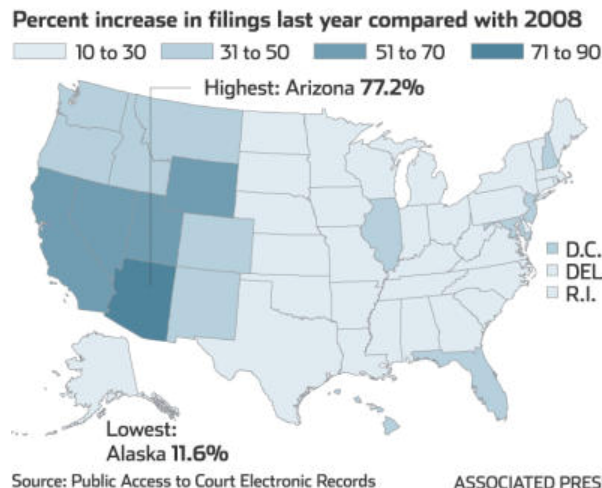 Percent increase in filings last year compared with 2008
10 to 30 31 to 50 51 to 70 71 to 90
Highest: Arizona 77.2%
D.C.
DEL
R.I.
Lowest:
Alaska 11.6%
Source: Public Access to Court Electronic Records ASSOCIATED PRES